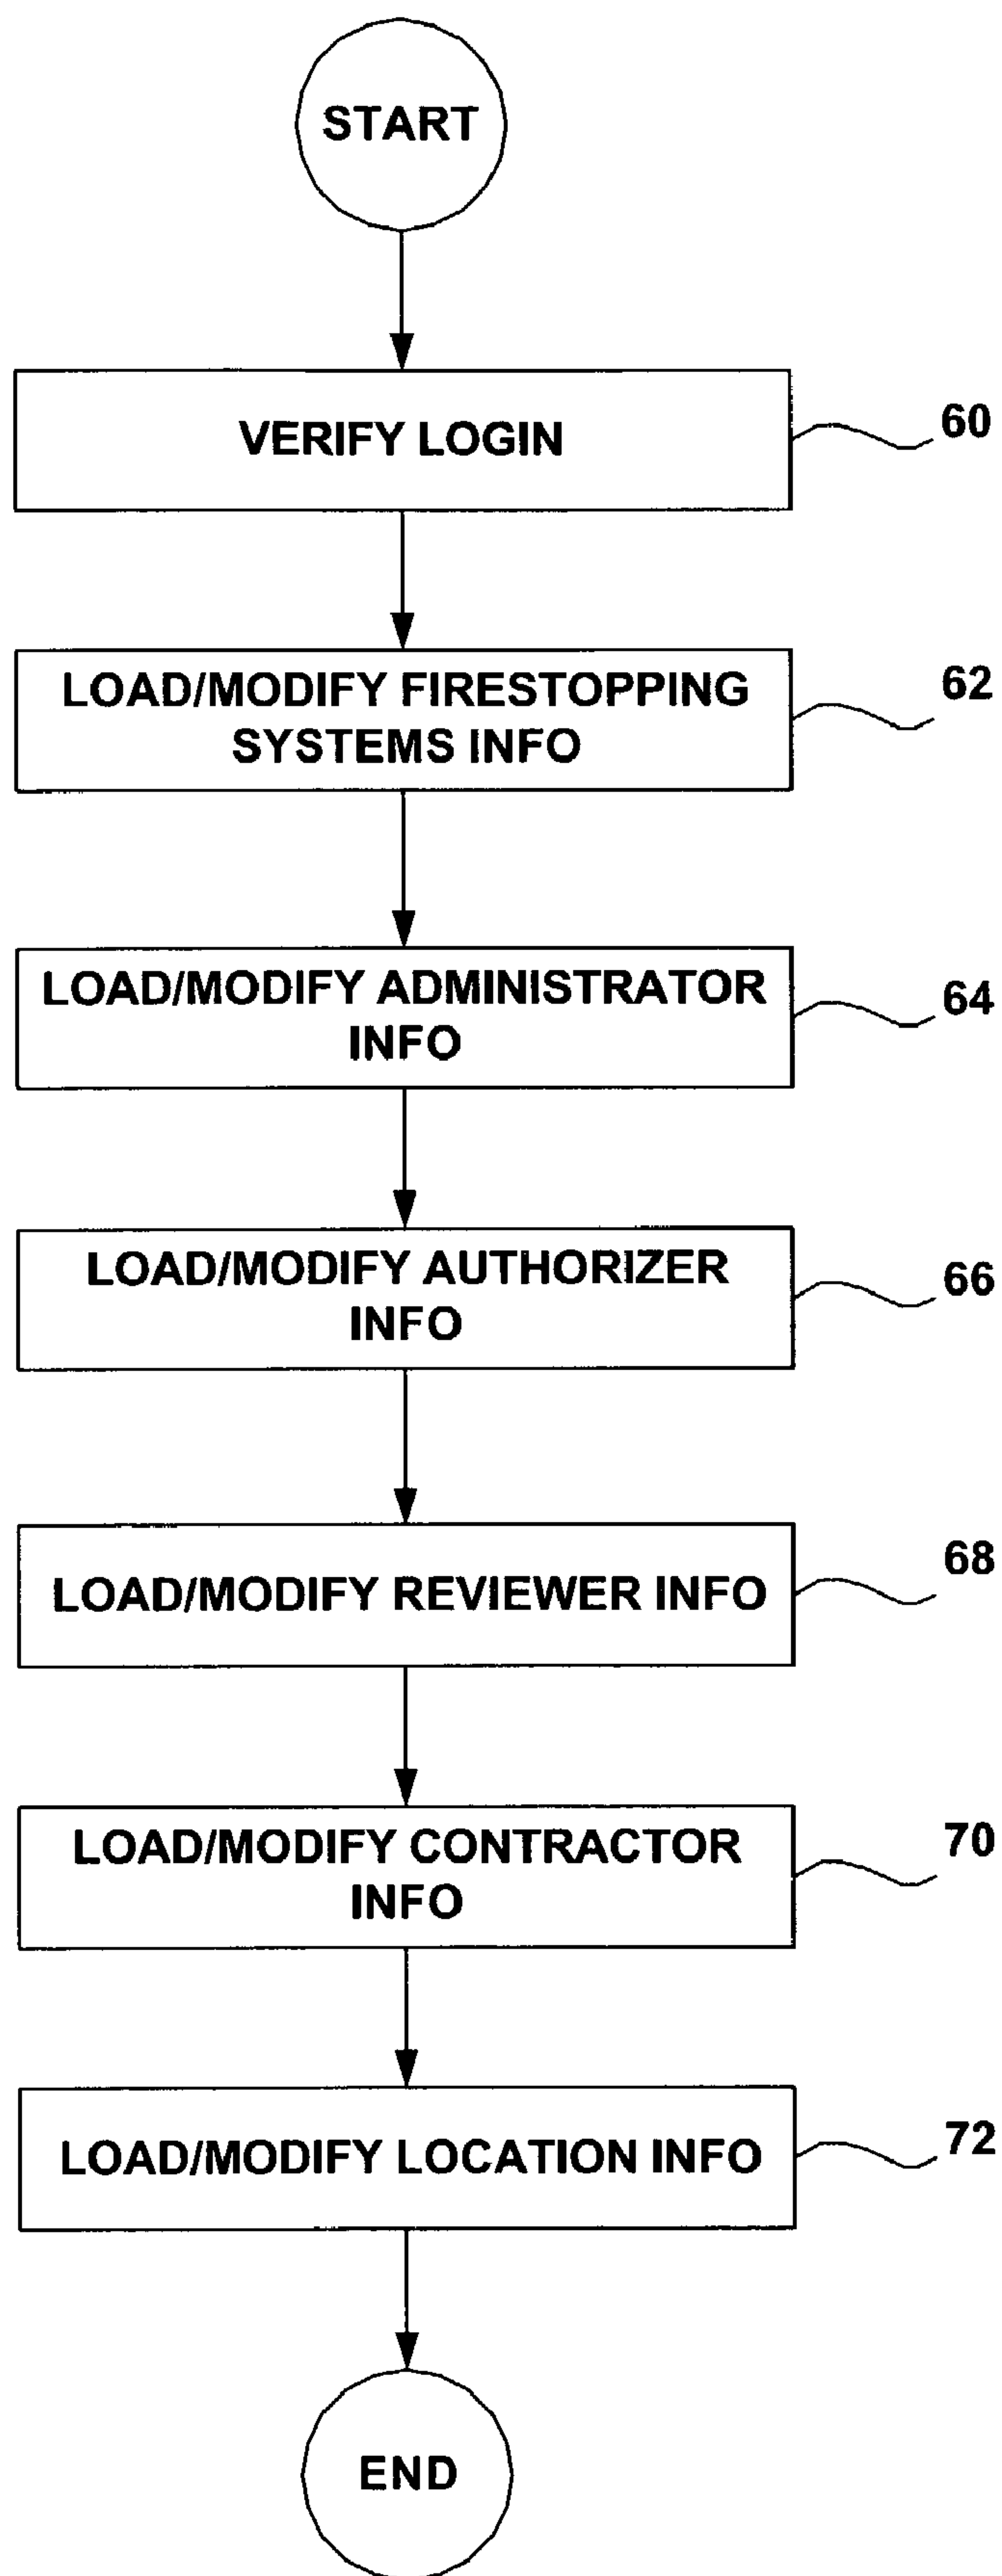 START
VERIFY LOGIN
60
LOAD/MODIFY FIRESTOPPING
SYSTEMS INFO
62
LOAD/MODIFY ADMINISTRATOR
INFO
64
LOAD/MODIFY AUTHORIZER
INFO
66
LOAD/MODIFY REVIEWER INFO
68
LOAD/MODIFY CONTRACTOR
INFO
70
LOAD/MODIFY LOCATION INFO
72
END